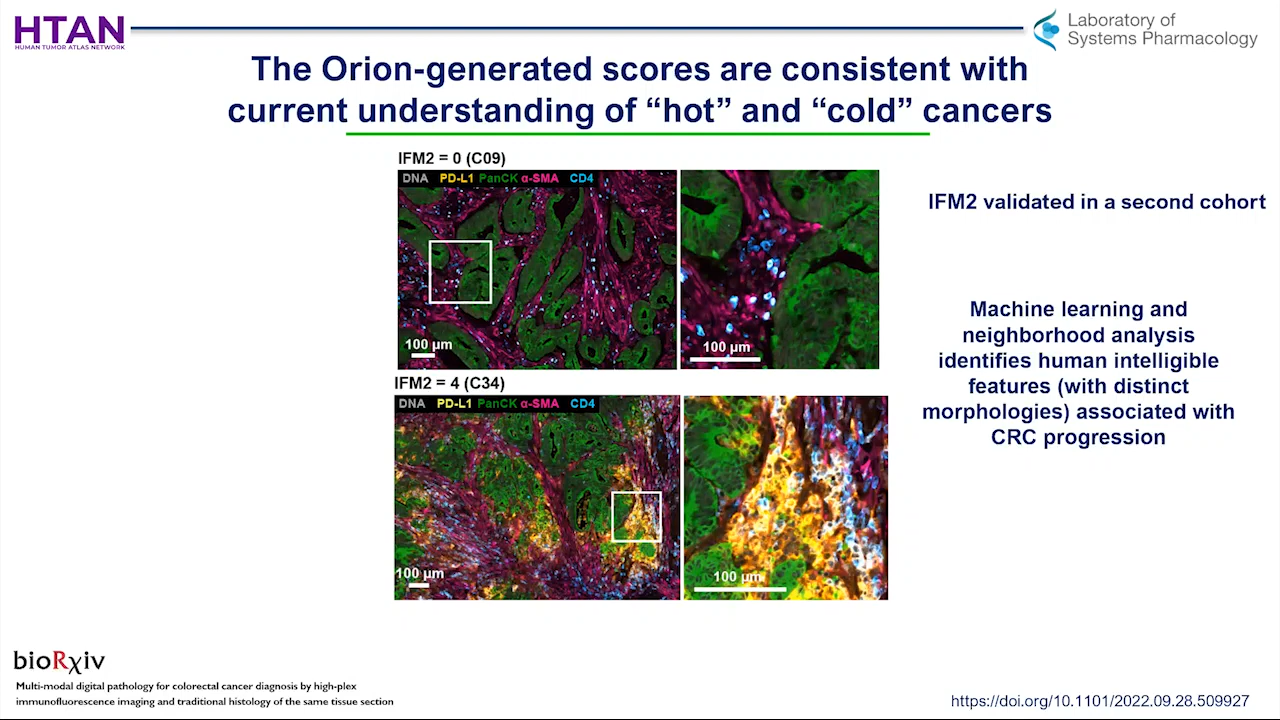 HTAN
HUMAN TUMOR ATLAS NETWORK
Laboratory of
Systems Pharmacology
The Orion-generated scores are consistent with
current understanding of “hot” and “cold” cancers
IFM2 = 0 (C09)
DNA PD-L1 PanCK α-SMA CD4
100 µm
100 µm
IFM2 = 4 (C34)
DNA PD-L1 PanCK α-SMA CD4
100 µm
100 µm
IFM2 validated in a second cohort
Machine learning and
neighborhood analysis
identifies human intelligible
features (with distinct
morphologies) associated with
CRC progression
bioRχiv
Multi-modal digital pathology for colorectal cancer diagnosis by high-plex
immunofluorescence imaging and traditional histology of the same tissue section
https://doi.org/10.1101/2022.09.28.509927